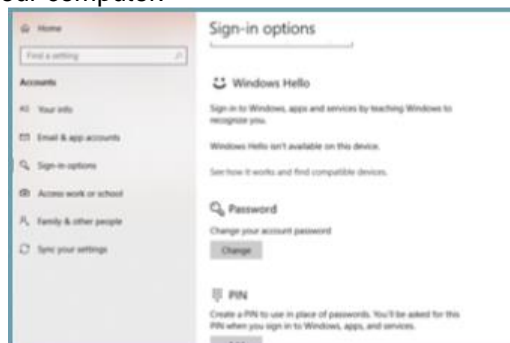 our computer.
Home
Sign-in options
Find a setting
Accounts
Windows Hello
Your info
Sign in to Windows, apps and services by teaching Windows to
recognize you.
Email & app accounts
Windows Hello isn't available on this device.
Sign-in options
See how it works and find compatible devices.
Access work or school
Password
Family & other people
Change your account password
Sync your settings
Change
PIN
Create a PIN to use in place of passwords. You'll be asked for this
PIN when you sign in to Windows, apps, and services.